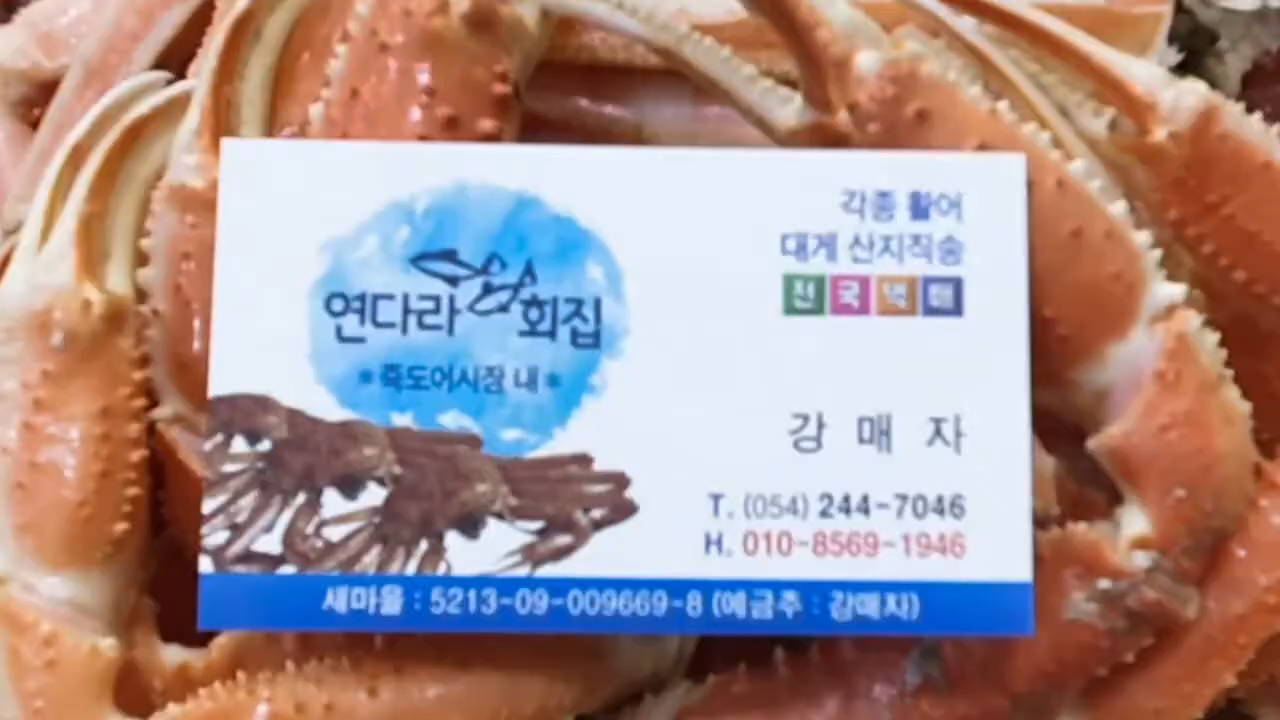 연다라 회집
죽도어시장 내
각종 활어
대게 산지직송
전국택배
강 매 자
T. (054) 244-7046
H. 010-8569-1946
새마을 : 5213-09-009669-8 (예금주 : 강매자)